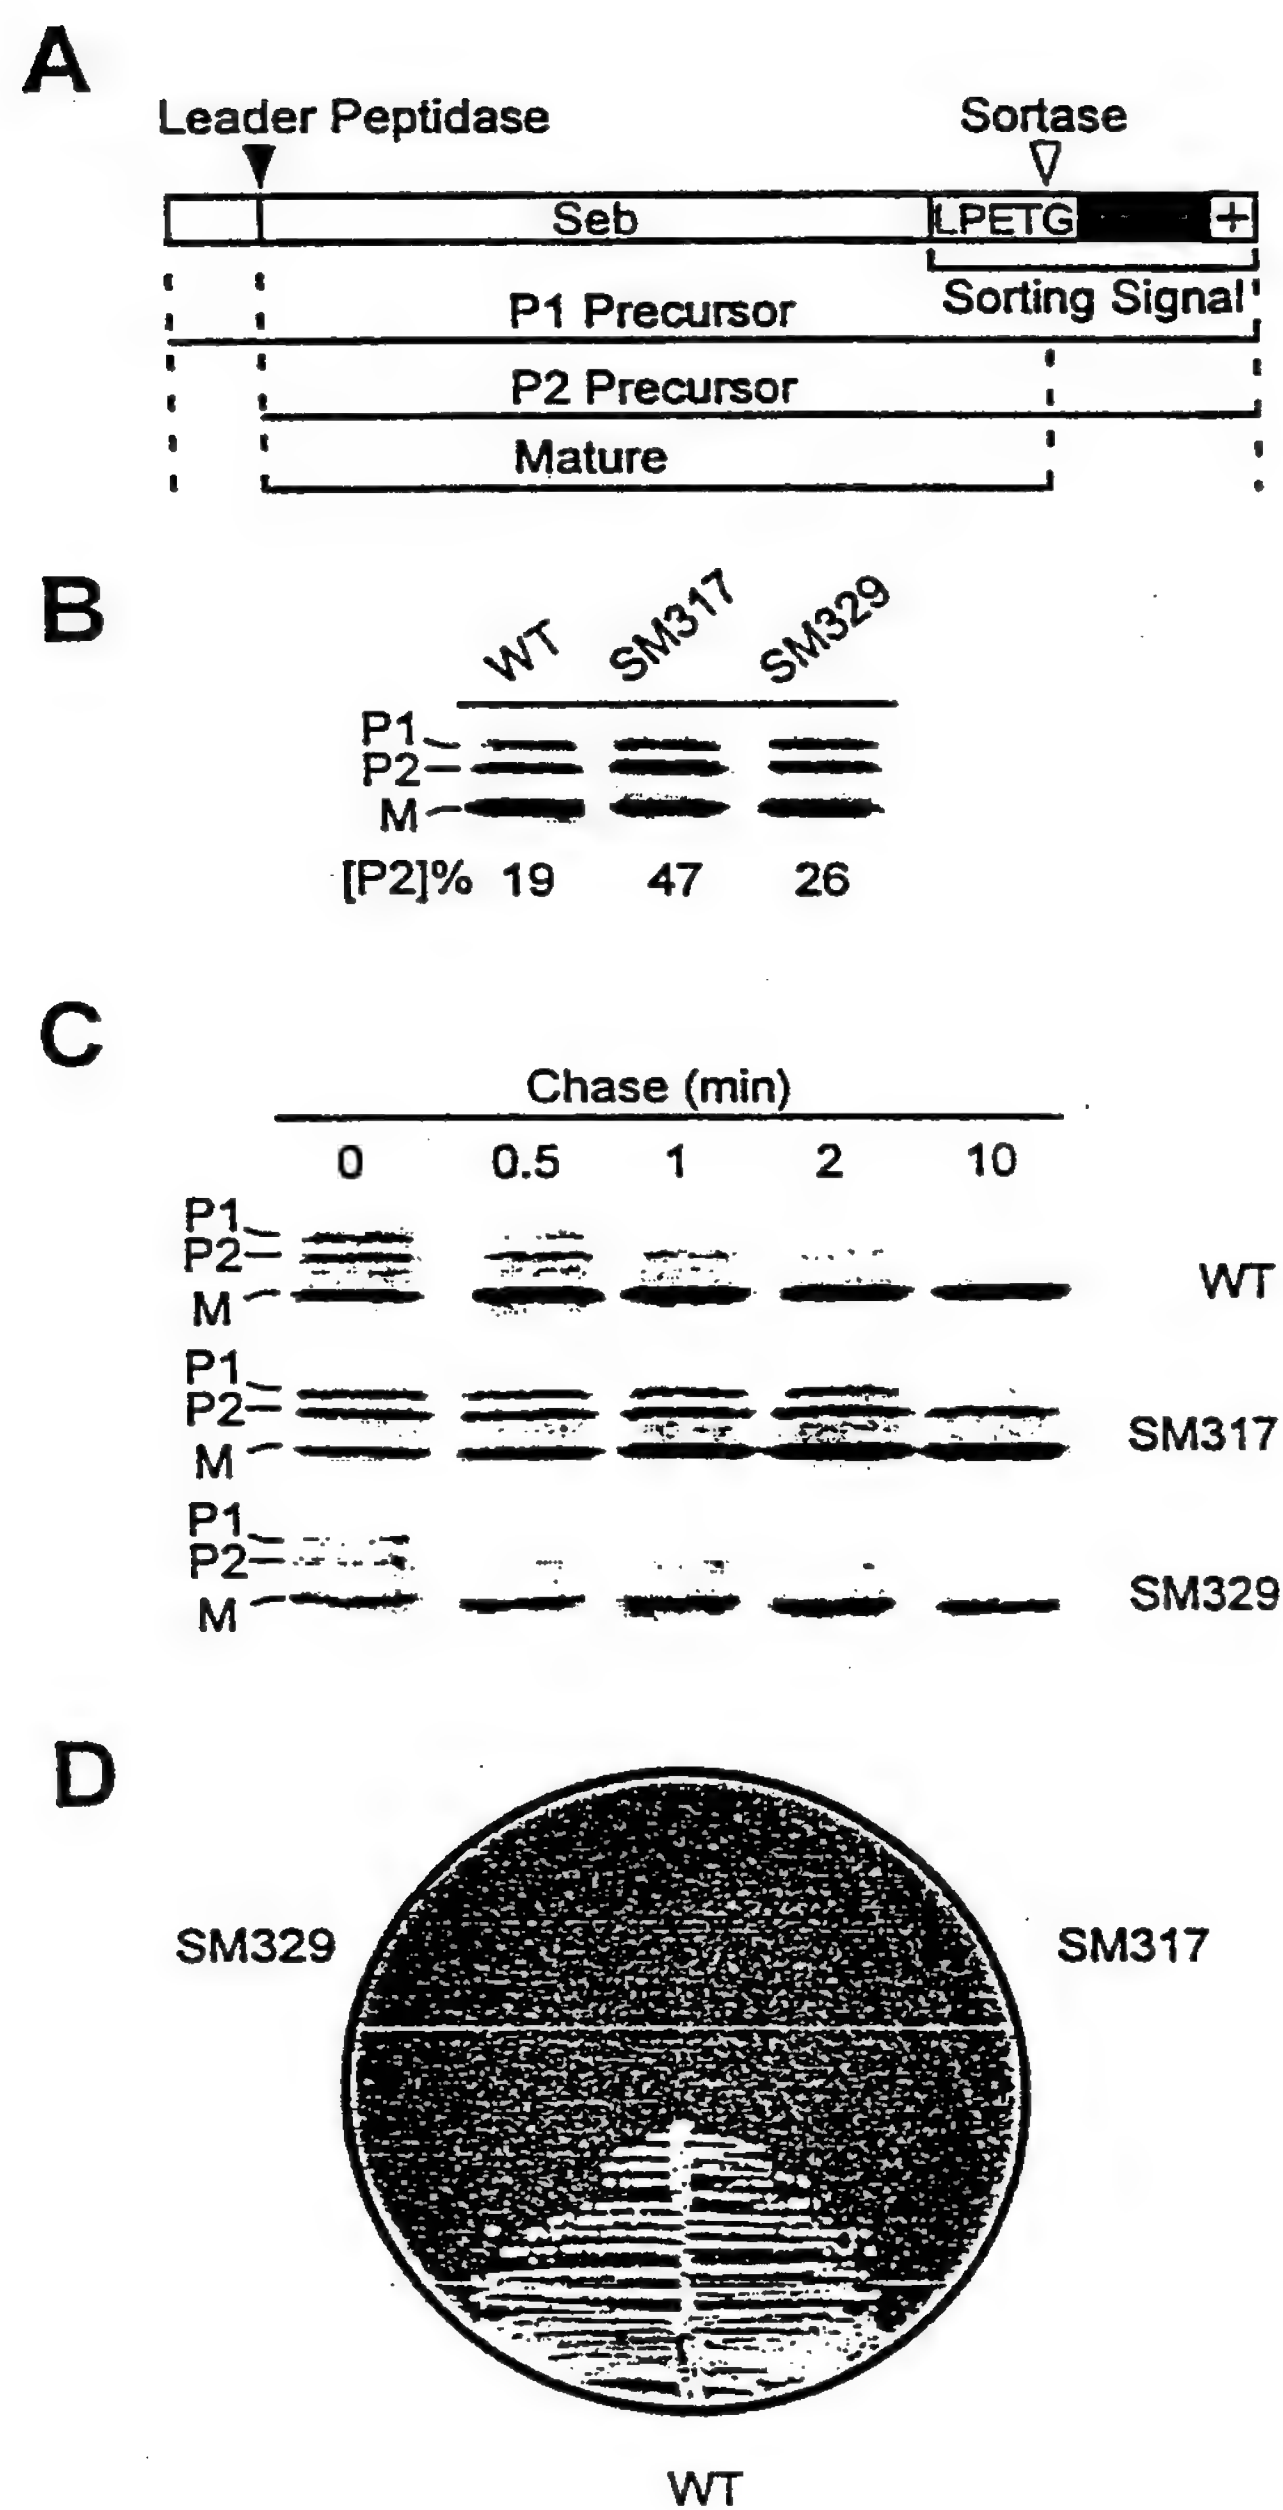 A
Leader Peptidase
Sortase
Seb
LPETG
+
Sorting Signal
P1 Precursor
P2 Precursor
Mature
B
WT SM317 SM329
P1
P2
M
[P2]% 19 47 26
C
Chase (min)
0 0.5 1 2 10
P1
P2
M
WT
P1
P2
M
SM317
P1
P2
M
SM329
D
SM329
SM317
WT